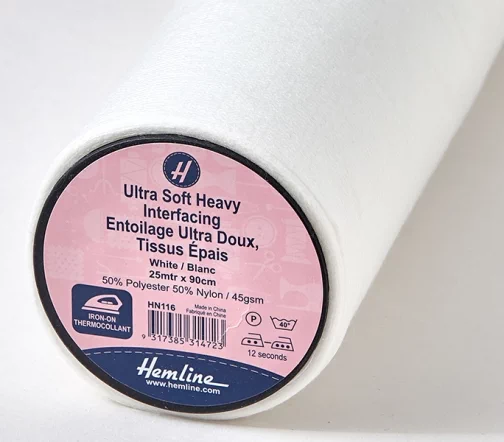 H
Ultra Soft Heavy
Interfacing
Entoilage Ultra Doux,
Tissus Épais
White / Blanc
25mtr x 90cm
50% Polyester 50% Nylon / 45gsm
HN116
Made in China
Fabriqué en Chine
IRON-ON
THERMOCOLLANT
P
40°
9 317385 314723
12 seconds
Hemline
www.hemline.com